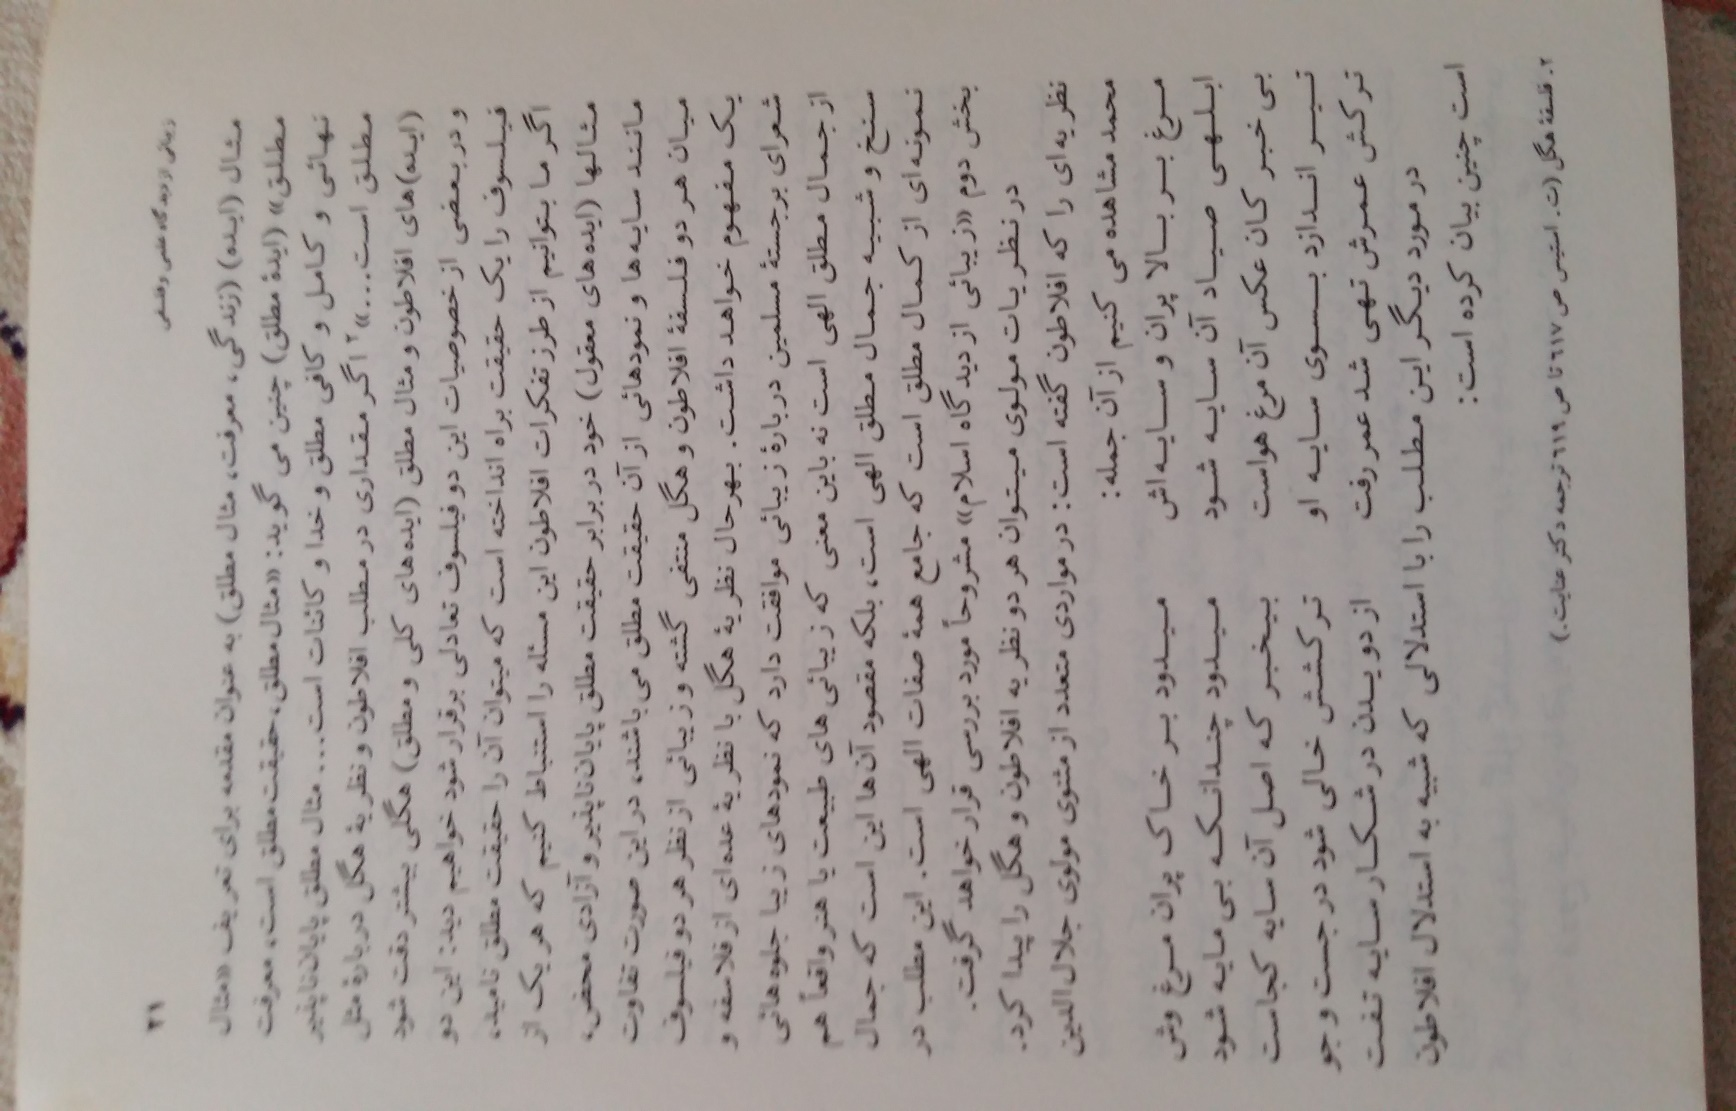 زیبائی از دیدگاه علمی و فلسفی
۳۱
مثال (ایده) (زندگی، معرفت، مثال مطلق) به عنوان مقدمه برای تعریف «مثال
مطلق» (ایدهٔ مطلق) چنین می گوید: «مثال مطلق، حقیقت مطلق است، معرفت
نهائی و کامل و کافی مطلق و خدا و کائنات است... مثال مطلق پایان‌ناپذیر
مطلق است...»۲ اگر مقداری در مطلب افلاطون و نظریهٔ هگل دربارهٔ مثل
(ایده)های افلاطون و مثال مطلق (ایده‌های کلی و مطلق) هگلی بیشتر دقت شود
و در بعضی از خصوصیات این دو فیلسوف تعادلی برقرار شود خواهیم دید: این دو
فیلسوف را یک حقیقت براه انداخته است که میتوان آن را حقیقت مطلق نامید،
اگر ما بتوانیم از طرز تفکرات افلاطون این مسئله را استنباط کنیم که هر یک از
مثالها (ایده‌های معقول) خود در برابر حقیقت مطلق پایان‌ناپذیر و آزادی محض،
مانند سایه‌ها و نمودهائی از آن حقیقت مطلق می باشند، در این صورت تفاوت
میان هر دو فلسفهٔ افلاطون و هگل منتفی گشته و زیبائی از نظر هر دو فیلسوف
یک مفهوم خواهد داشت. بهرحال نظریهٔ هگل با نظریهٔ عده‌ای از فلاسفه و
شعرای برجستهٔ مسلمین دربارهٔ زیبائی موافقت دارد که نمودهای زیبا جلوه‌هائی
از جمال مطلق الهی است نه باین معنی که زیبائی های طبیعت یا هنر واقعاً هم
سنخ و شبیه جمال مطلق الهی است، بلکه مقصود آن‌ها این است که جمال
نمونه‌ای از کمال مطلق است که جامع همهٔ صفات الهی است. این مطلب در
بخش دوم «زیبائی از دیدگاه اسلام» مشروحاً مورد بررسی قرار خواهد گرفت.
در نظریات مولوی میتوان هر دو نظریه افلاطون و هگل را پیدا کرد.
نظریه‌ای را که افلاطون گفته است: در مواردی متعدد از مثنوی مولوی جلال‌الدین
محمد مشاهده می کنیم از آن جمله:
مرغ بر بالا پران و سایه‌اش میدود بر خاک پران مرغ وش
ابلهی صیاد آن سایه شود میدود چندانکه بی مایه شود
بی خبر کان عکس آن مرغ هواست بیخبر که اصل آن سایه کجاست
تیر اندازد بسوی سایه او ترکشش خالی شود در جست و جو
ترکش عمرش تهی شد عمر رفت از دویدن در شکار سایه تفت
در مورد دیگر این مطلب را با استدلالی که شبیه به استدلال افلاطون
است چنین بیان کرده است:
۲. فلسفهٔ هگل (ت. استیس ص ۶۱۷ تا ص ۶۱۹ ترجمه دکتر عنایت.)